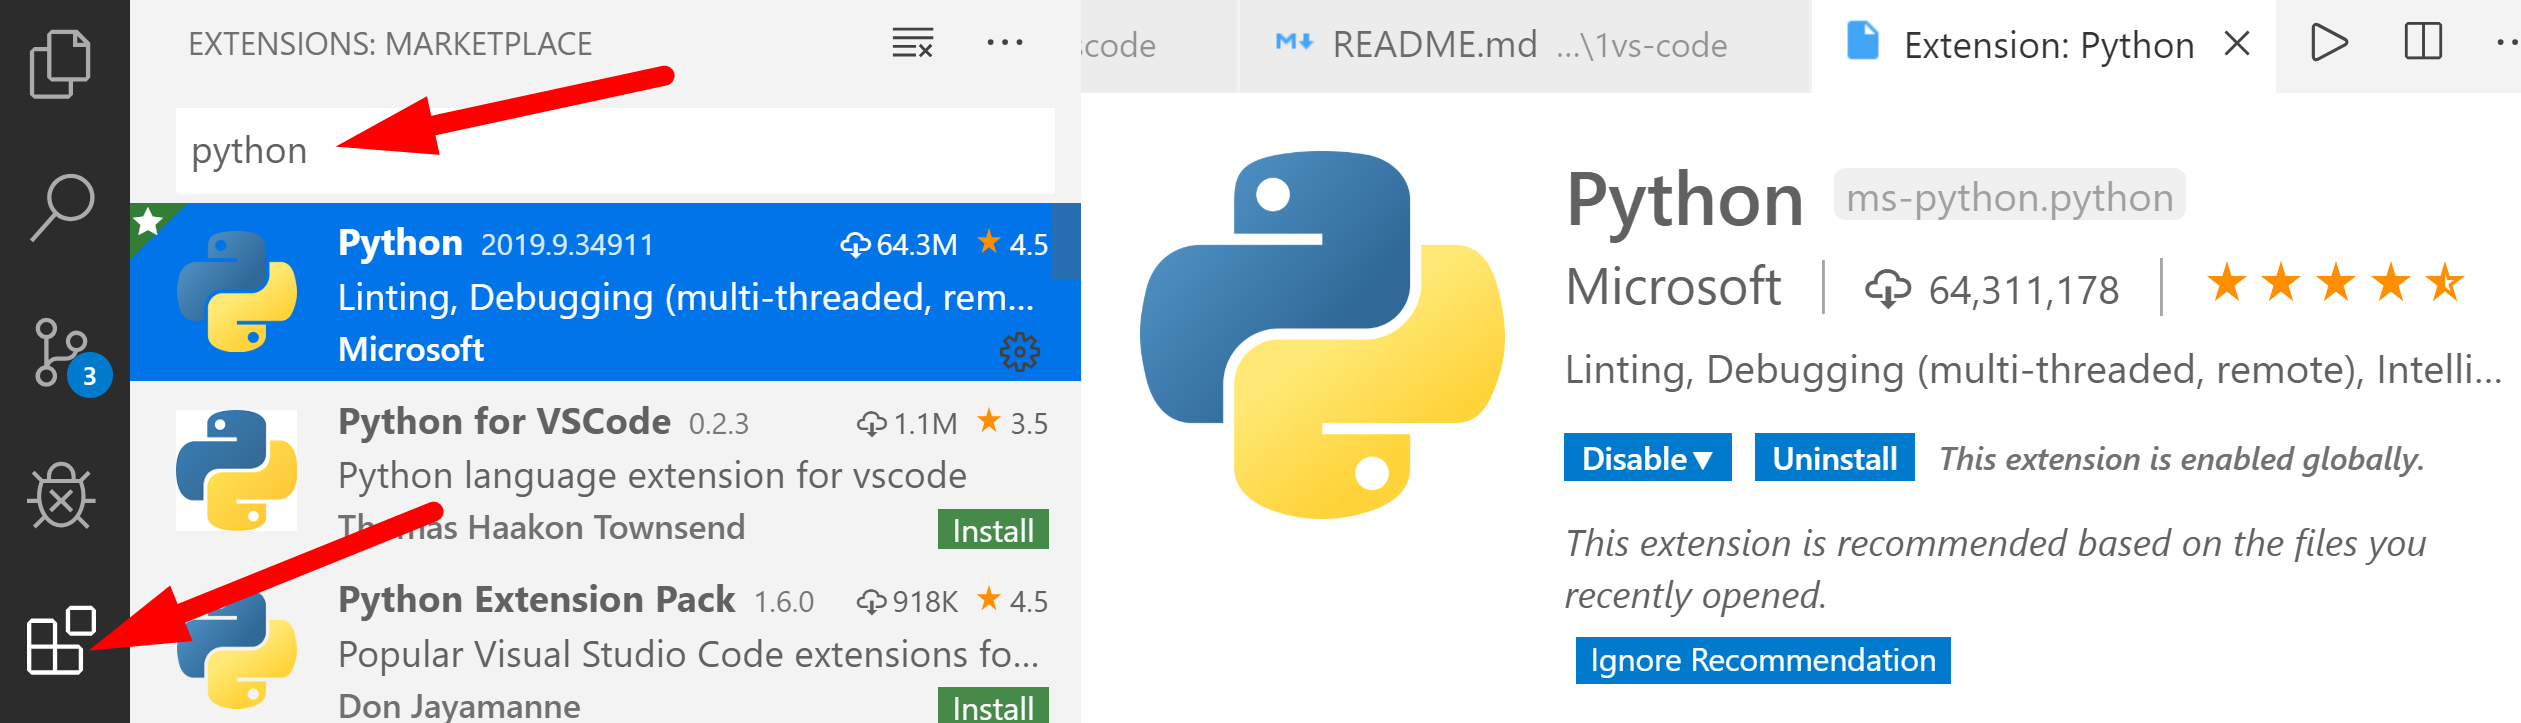 EXTENSIONS: MARKETPLACE
python
Python 2019.9.34911 64.3M 4.5
Linting, Debugging (multi-threaded, rem...
Microsoft
Python for VSCode 0.2.3 1.1M 3.5
Python language extension for vscode
Thomas Haakon Townsend Install
Python Extension Pack 1.6.0 918K 4.5
Popular Visual Studio Code extensions fo...
Don Jayamanne Install
3
scode README.md ...\1vs-code Extension: Python
Python ms-python.python
Microsoft 64,311,178
Linting, Debugging (multi-threaded, remote), Intelli...
Disable Uninstall This extension is enabled globally.
This extension is recommended based on the files you
recently opened.
Ignore Recommendation